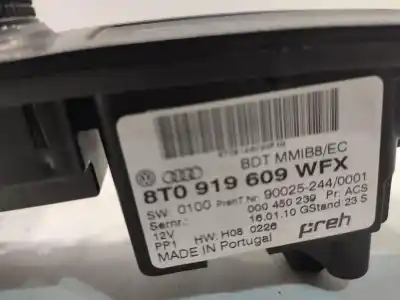 BDT MMIB8/EC
8T0 919 609 WFX
SW: 0100 PrehT Nr: 90025-244/0001
Sernr.: 000 450 239 Pr: ACS
12V 16.01.10 GStand 23 S
PP1 HW: H08 0226
MADE IN Portugal preh